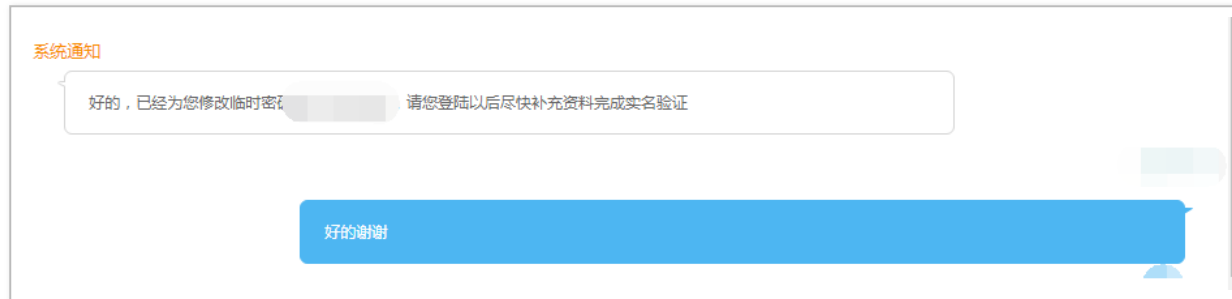 系统通知
好的，已经为您修改临时密 请您登陆以后尽快补充资料完成实名验证
好的谢谢